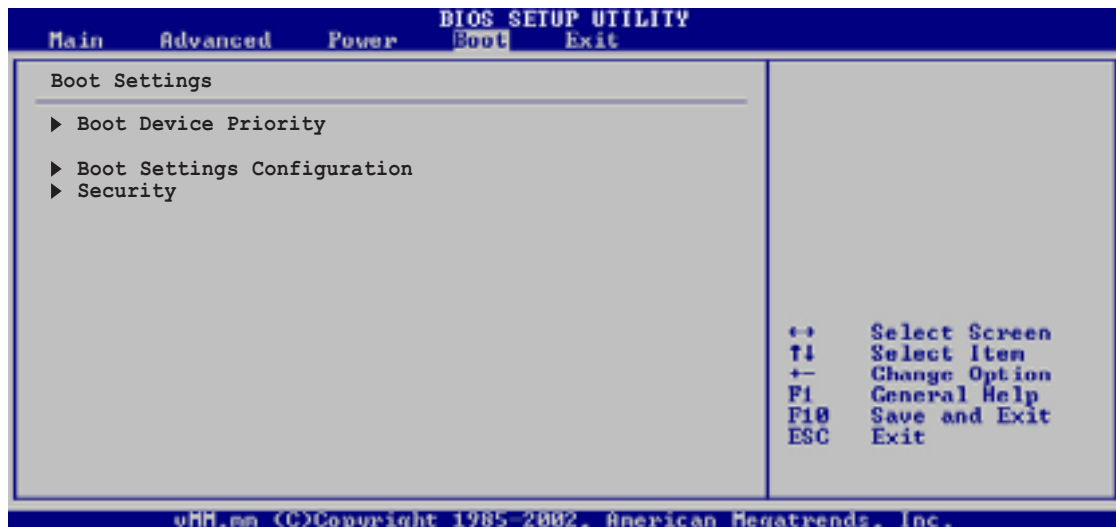 BIOS SETUP UTILITY
Main Advanced Power Boot Exit
Boot Settings
▶ Boot Device Priority
▶ Boot Settings Configuration
▶ Security
←→ Select Screen
↑↓ Select Item
+- Change Option
F1 General Help
F10 Save and Exit
ESC Exit
vMM.mm (C)Copyright 1985-2002, American Megatrends, Inc.